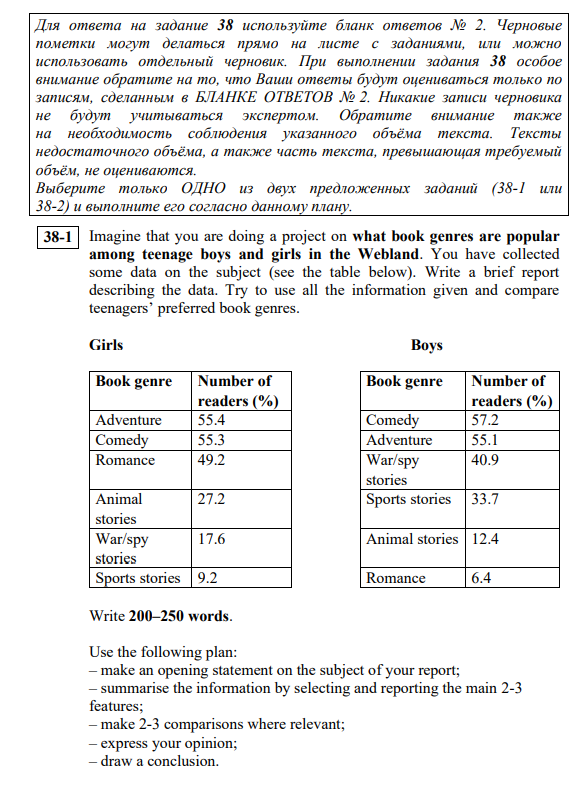 Для ответа на задание 38 используйте бланк ответов № 2. Черновые
пометки могут делаться прямо на листе с заданиями, или можно
использовать отдельный черновик. При выполнении задания 38 особое
внимание обратите на то, что Ваши ответы будут оцениваться только по
записям, сделанным в БЛАНКЕ ОТВЕТОВ № 2. Никакие записи черновика
не будут учитываться экспертом. Обратите внимание также
на необходимость соблюдения указанного объёма текста. Тексты
недостаточного объёма, а также часть текста, превышающая требуемый
объём, не оцениваются.
Выберите только ОДНО из двух предложенных заданий (38-1 или
38-2) и выполните его согласно данному плану.
38-1 Imagine that you are doing a project on what book genres are popular
among teenage boys and girls in the Webland. You have collected
some data on the subject (see the table below). Write a brief report
describing the data. Try to use all the information given and compare
teenagers’ preferred book genres.
Girls
Book genre Number of
readers (%)
Adventure 55.4
Comedy 55.3
Romance 49.2
Animal 27.2
stories
War/spy 17.6
stories
Sports stories 9.2
Boys
Book genre Number of
readers (%)
Comedy 57.2
Adventure 55.1
War/spy 40.9
stories
Sports stories 33.7
Animal stories 12.4
Romance 6.4
Write 200–250 words.
Use the following plan:
– make an opening statement on the subject of your report;
– summarise the information by selecting and reporting the main 2-3
features;
– make 2-3 comparisons where relevant;
– express your opinion;
– draw a conclusion.